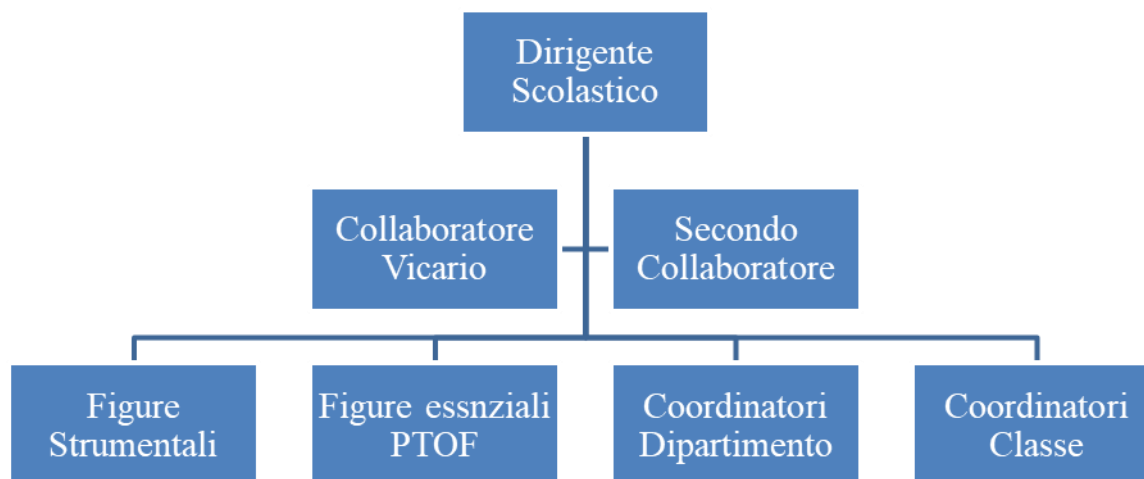 Dirigente
Scolastico
Collaboratore
Vicario
Secondo
Collaboratore
Figure
Strumentali
Figure essnziali
PTOF
Coordinatori
Dipartimento
Coordinatori
Classe